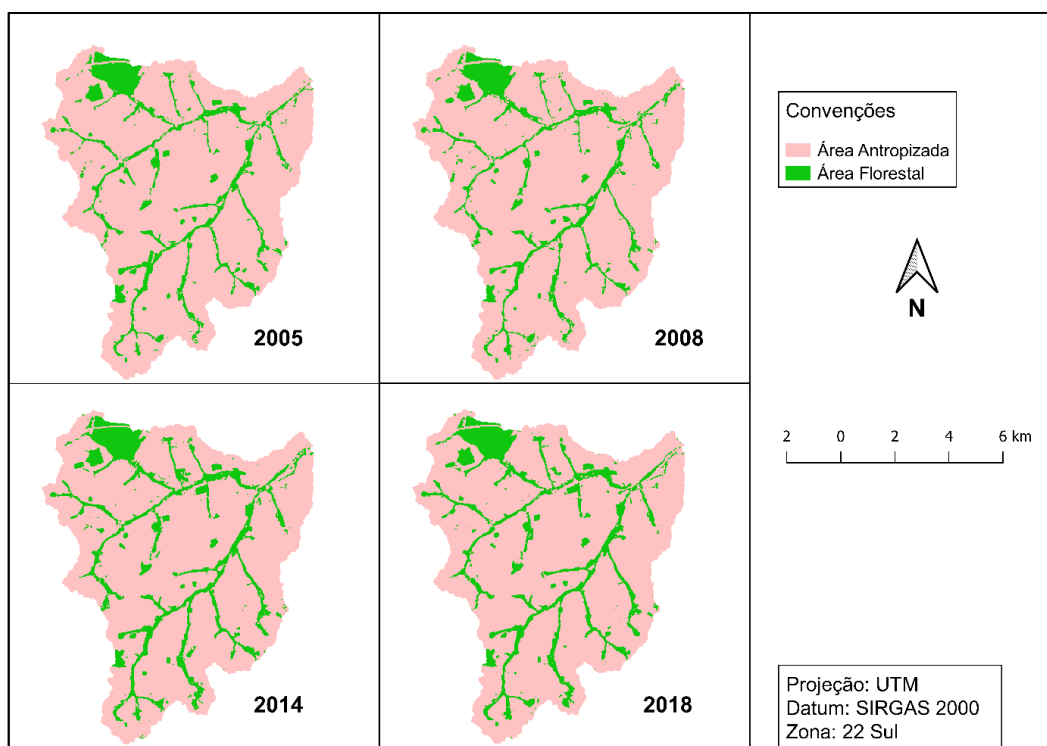 2005
2008
2014
2018
Convenções
Área Antropizada
Área Florestal
N
2 0 2 4 6 km
Projeção: UTM
Datum: SIRGAS 2000
Zona: 22 Sul